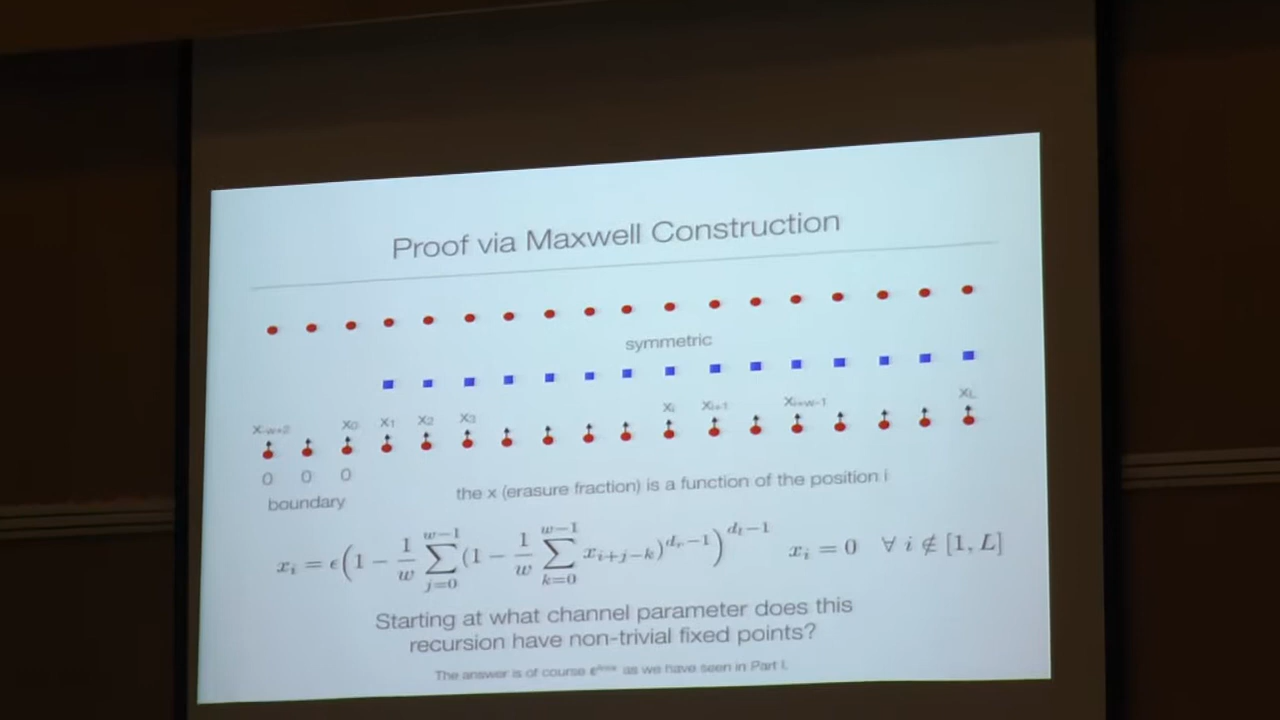 Proof via Maxwell Construction
symmetric
x-w+2 x0 x1 x2 x3 xi xi+1 xi+w-1 xL
0 0 0
boundary
the x (erasure fraction) is a function of the position i
x_i = ϵ(1 − 1/w ∑_{j=0}^{w−1} (1 − 1/w ∑_{k=0}^{w−1} x_{i+j−k})^{d_r−1})^{d_l−1} x_i = 0 ∀ i ∉ [1, L]
Starting at what channel parameter does this
recursion have non-trivial fixed points?
The answer is of course as we have seen in Part I.